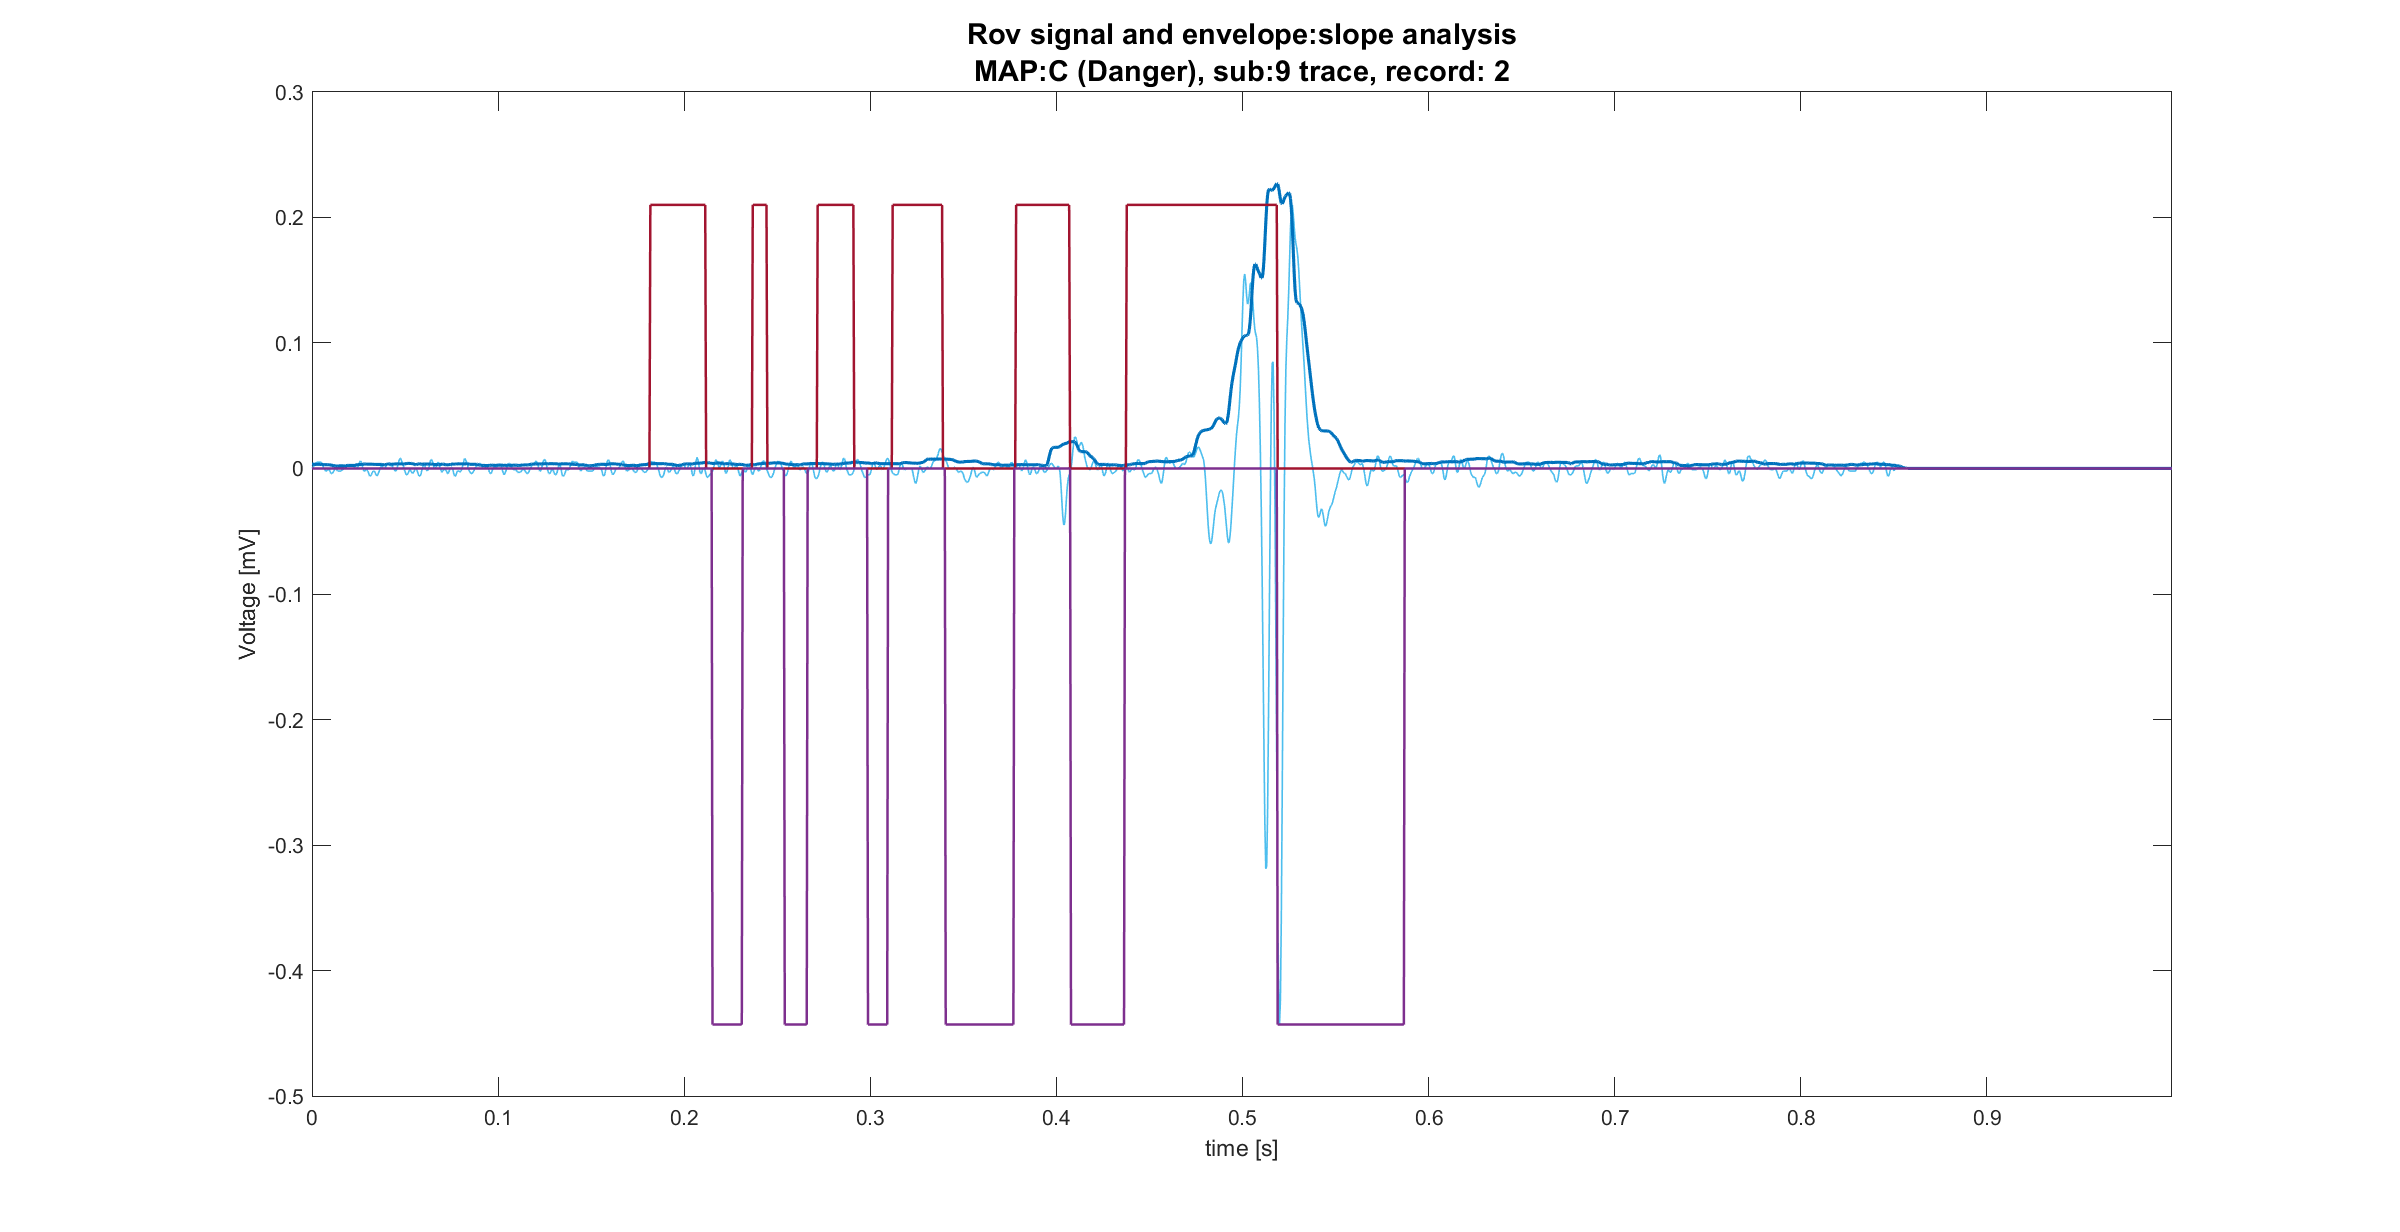 Rov signal and envelope:slope analysis
MAP:C (Danger), sub:9 trace, record: 2
0.3
0.2
0.1
0
-0.1
-0.2
-0.3
-0.4
-0.5
Voltage [mV]
0 0.1 0.2 0.3 0.4 0.5 0.6 0.7 0.8 0.9
time [s]